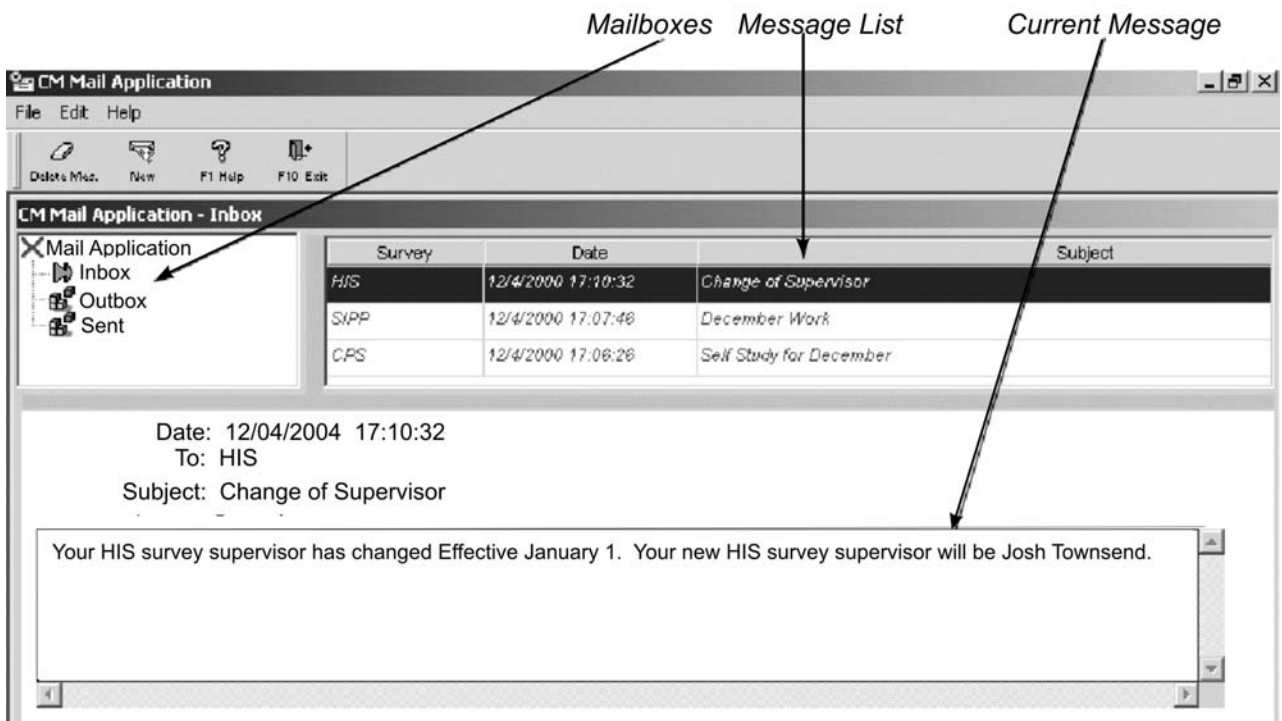 Mailboxes Message List Current Message
CM Mail Application
File Edit Help
Delete Mes. New F1 Help F10 Exit
CM Mail Application - Inbox
Mail Application
Inbox
Outbox
Sent
Survey Date Subject
HIS 12/4/2000 17:10:32 Change of Supervisor
SIPP 12/4/2000 17:07:46 December Work
CPS 12/4/2000 17:06:26 Self Study for December
Date: 12/04/2004 17:10:32
To: HIS
Subject: Change of Supervisor
Your HIS survey supervisor has changed Effective January 1. Your new HIS survey supervisor will be Josh Townsend.